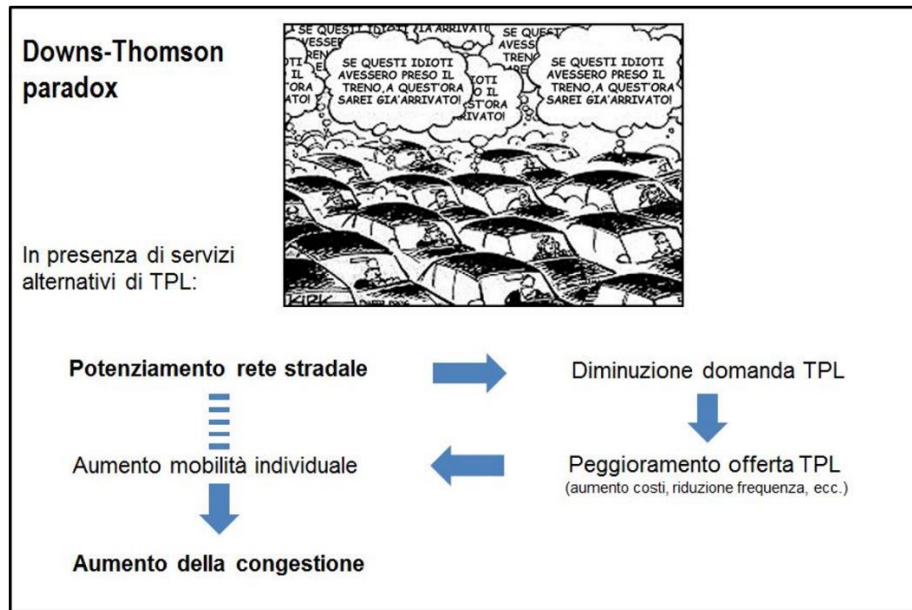 Downs-Thomson
paradox
SE QUESTI IDIOTI
AVESSERO PRESO IL
TRENO,A QUEST'ORA
SAREI GIA'ARRIVATO!
SE QUESTI IDIOTI
AVESSERO PRESO IL
TRENO,A QUEST'ORA
SAREI GIA'ARRIVATO!
In presenza di servizi
alternativi di TPL:
KIRK
Potenziamento rete stradale
Diminuzione domanda TPL
Aumento mobilità individuale
Peggioramento offerta TPL
(aumento costi, riduzione frequenza, ecc.)
Aumento della congestione